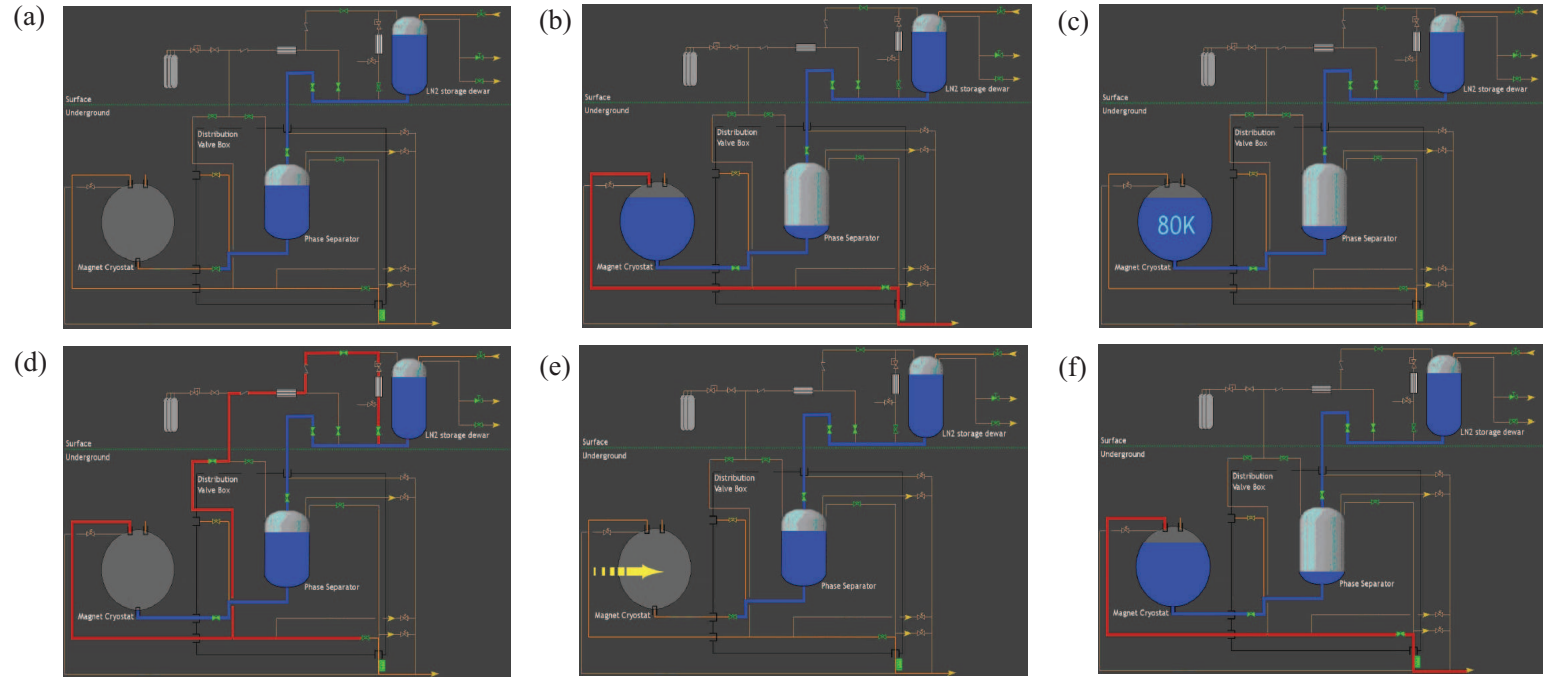 (a)
LN2 storage dewar
Surface
Underground
Distribution
Valve Box
Phase Separator
Magnet Cryostat
(b)
LN2 storage dewar
Surface
Underground
Distribution
Valve Box
Phase Separator
Magnet Cryostat
(c)
LN2 storage dewar
Surface
Underground
Distribution
Valve Box
80K
Phase Separator
Magnet Cryostat
(d)
LN2 storage dewar
Surface
Underground
Distribution
Valve Box
Phase Separator
Magnet Cryostat
(e)
LN2 storage dewar
Surface
Underground
Distribution
Valve Box
Phase Separator
Magnet Cryostat
(f)
LN2 storage dewar
Surface
Underground
Distribution
Valve Box
Phase Separator
Magnet Cryostat